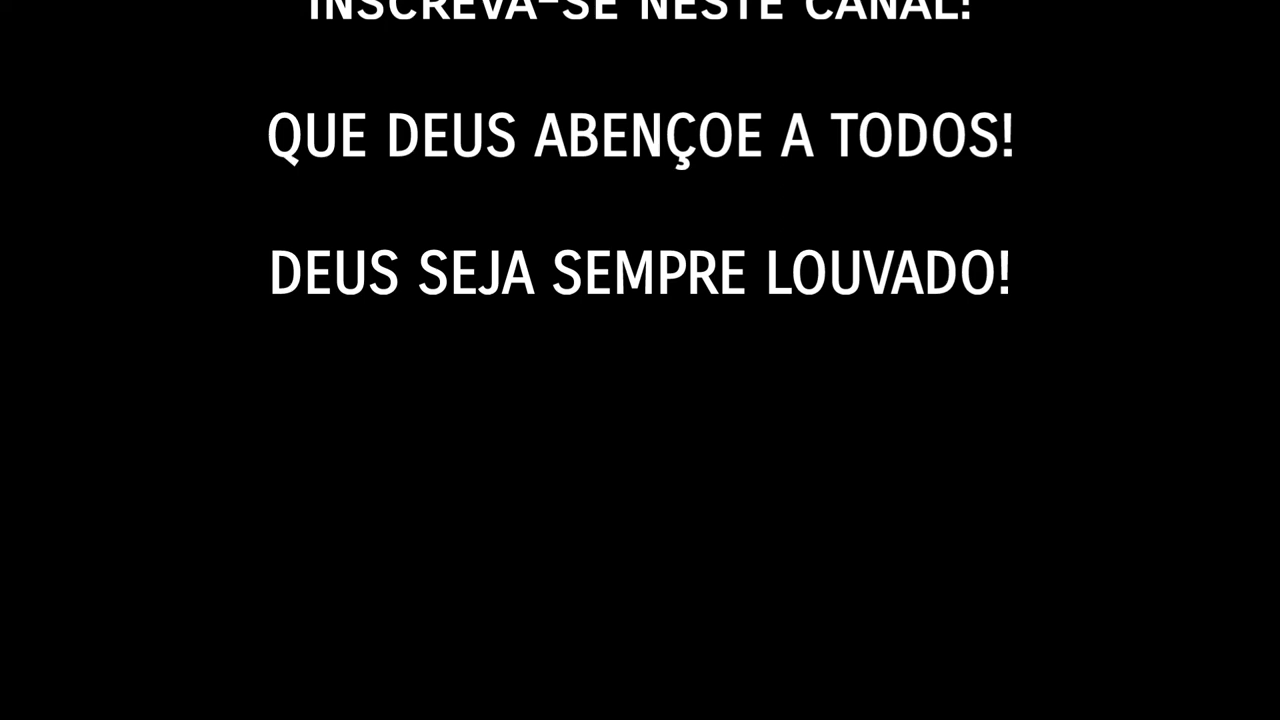 INSCREVA-SE NESTE CANAL!
QUE DEUS ABENÇOE A TODOS!
DEUS SEJA SEMPRE LOUVADO!